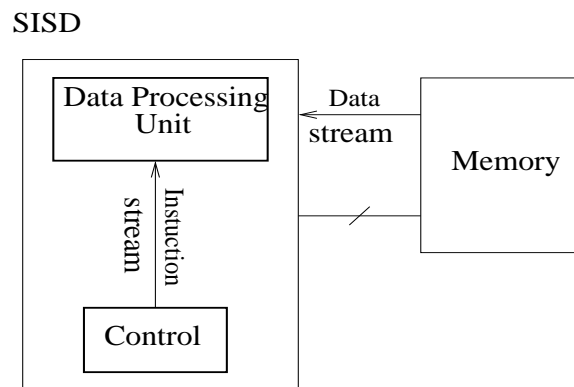 SISD
Data Processing
Unit
Data
stream
Memory
Instuction
stream
Control